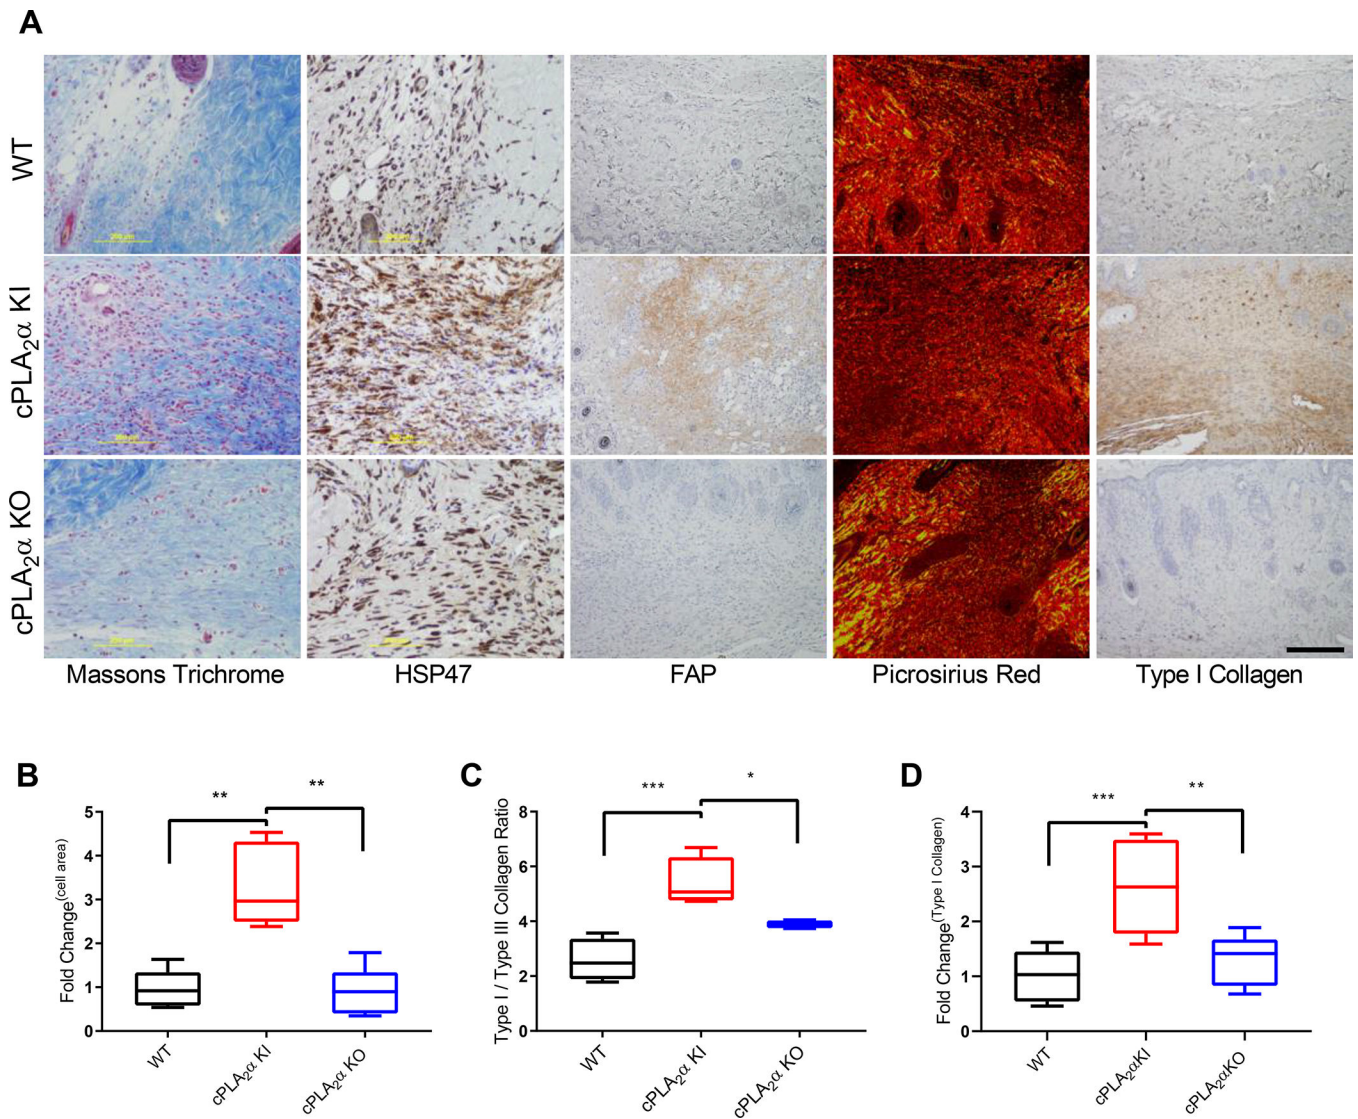 A
WT
cPLA₂α KI
cPLA₂α KO
200 µm
Massons Trichrome
HSP47
FAP
Picrosirius Red
Type I Collagen
B
Fold Change(cell area)
5
4
3
2
1
0
**
**
WT
cPLA₂α KI
cPLA₂α KO
C
Type I / Type III Collagen Ratio
8
6
4
2
0
***
*
WT
cPLA₂α KI
cPLA₂α KO
D
Fold Change(Type I Collagen)
4
3
2
1
0
***
**
WT
cPLA₂αKI
cPLA₂αKO